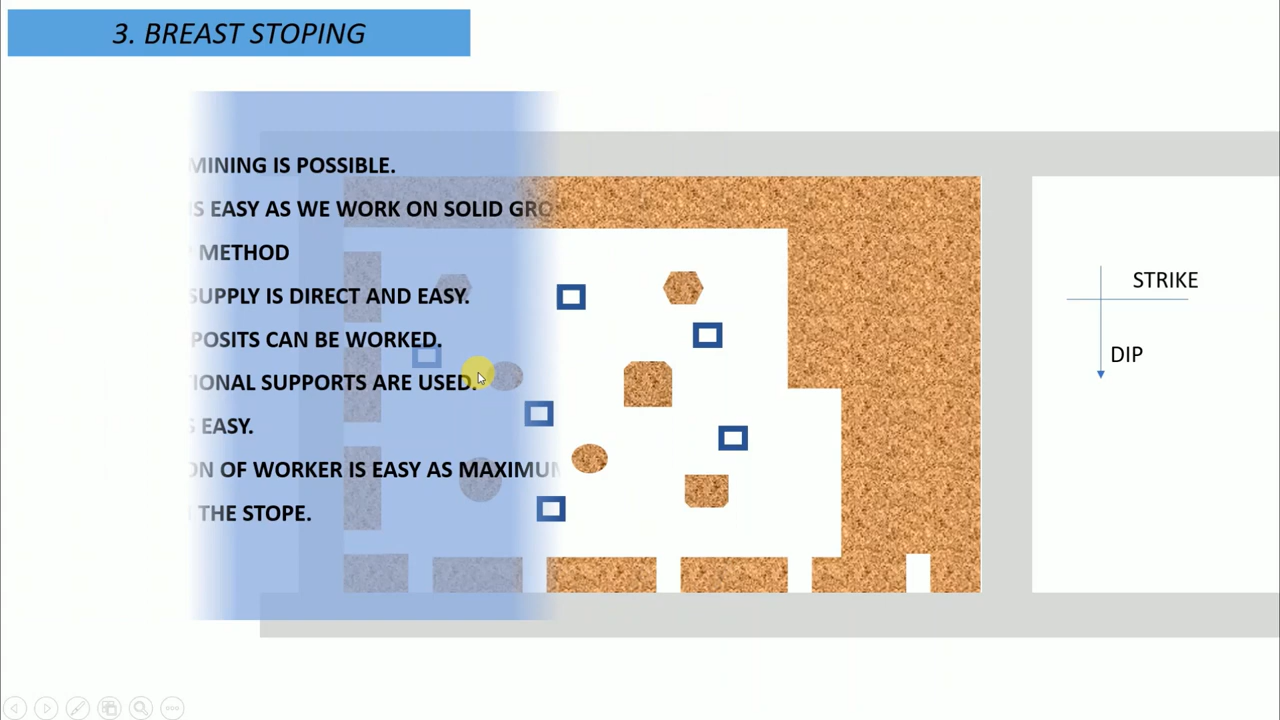 3. BREAST STOPING
MINING IS POSSIBLE.
IS EASY AS WE WORK ON SOLID GRO
METHOD
SUPPLY IS DIRECT AND EASY.
POSITS CAN BE WORKED.
TIONAL SUPPORTS ARE USED.
EASY.
ON OF WORKER IS EASY AS MAXIMUM
THE STOPE.
STRIKE
DIP